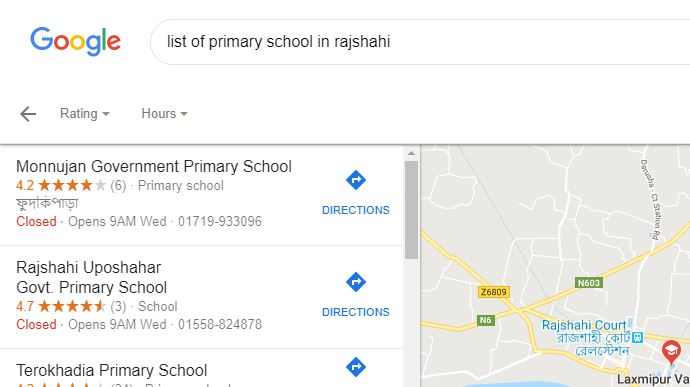 Google
list of primary school in rajshahi
Rating
Hours
Monnujan Government Primary School
4.2 (6) · Primary school
ফুদকিপাড়া
Closed · Opens 9AM Wed · 01719-933096
DIRECTIONS
Rajshahi Uposhahar
Govt. Primary School
4.7 (3) · School
Closed · Opens 9AM Wed · 01558-824878
DIRECTIONS
Terokhadia Primary School
Primary school
Darusha - Ct Station Rd
N603
Z6809
N6
Rajshahi Court
রাজশাহী কোর্ট
রেলস্টেশন
Laxmipur Va